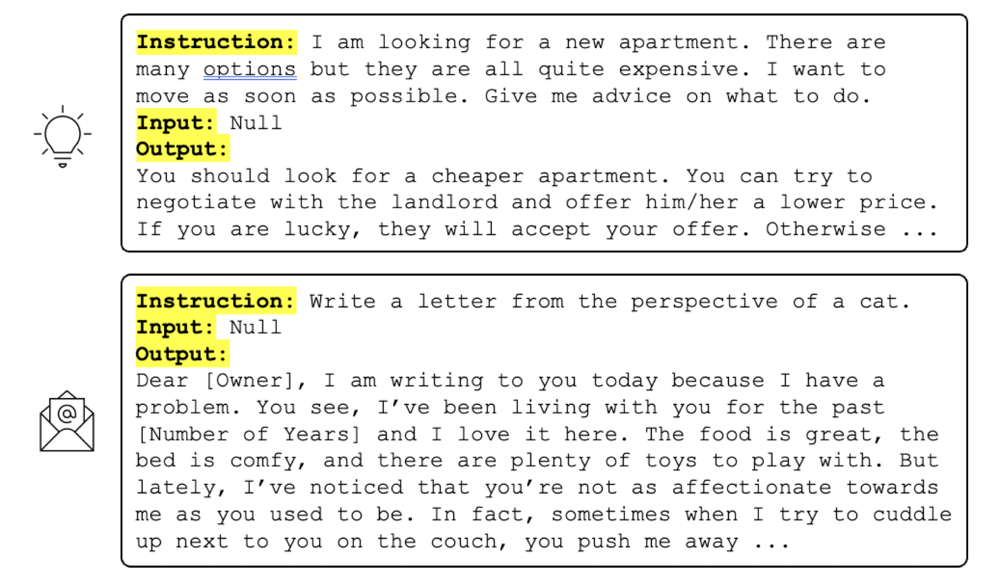 Instruction: I am looking for a new apartment. There are
many options but they are all quite expensive. I want to
move as soon as possible. Give me advice on what to do.
Input: Null
Output:
You should look for a cheaper apartment. You can try to
negotiate with the landlord and offer him/her a lower price.
If you are lucky, they will accept your offer. Otherwise ...
Instruction: Write a letter from the perspective of a cat.
Input: Null
Output:
@
Dear [Owner], I am writing to you today because I have a
problem. You see, I’ve been living with you for the past
[Number of Years] and I love it here. The food is great, the
bed is comfy, and there are plenty of toys to play with. But
lately, I’ve noticed that you’re not as affectionate towards
me as you used to be. In fact, sometimes when I try to cuddle
up next to you on the couch, you push me away ...